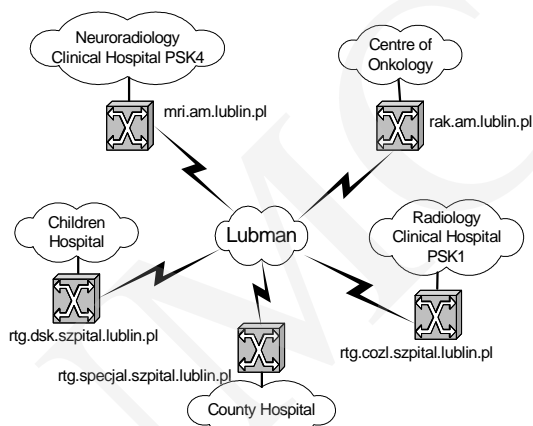 Neuroradiology
Clinical Hospital PSK4
mri.am.lublin.pl
Centre of
Onkology
rak.am.lublin.pl
Children
Hospital
rtg.dsk.szpital.lublin.pl
Lubman
Radiology
Clinical Hospital
PSK1
rtg.cozl.szpital.lublin.pl
rtg.specjal.szpital.lublin.pl
County Hospital